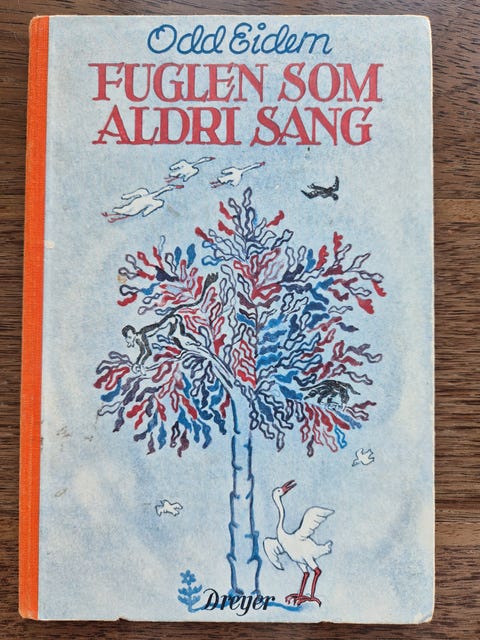 Odd Eidem
FUGLEN SOM
ALDRI SANG
Dreyer